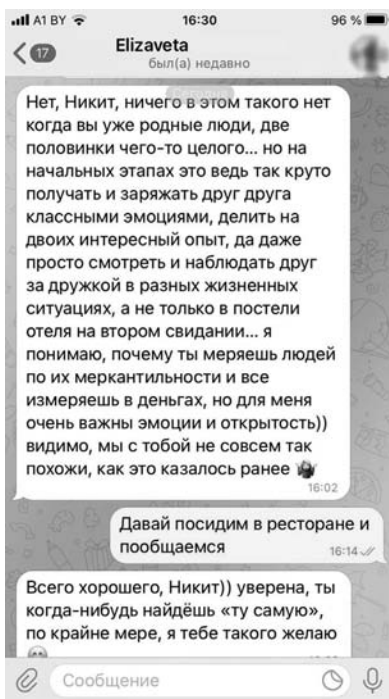 A1 BY 16:30 96 %
17 Elizaveta
был(а) недавно
Сегодня
Нет, Никит, ничего в этом такого нет
когда вы уже родные люди, две
половинки чего-то целого... но на
начальных этапах это ведь так круто
получать и заряжать друг друга
классными эмоциями, делить на
двоих интересный опыт, да даже
просто смотреть и наблюдать друг
за дружкой в разных жизненных
ситуациях, а не только в постели
отеля на втором свидании... я
понимаю, почему ты меряешь людей
по их меркантильности и все
измеряешь в деньгах, но для меня
очень важны эмоции и открытость))
видимо, мы с тобой не совсем так
похожи, как это казалось ранее
16:02
Давай посидим в ресторане и
пообщаемся
16:14
Всего хорошего, Никит)) уверена, ты
когда-нибудь найдёшь «ту самую»,
по крайне мере, я тебе такого желаю
Сообщение